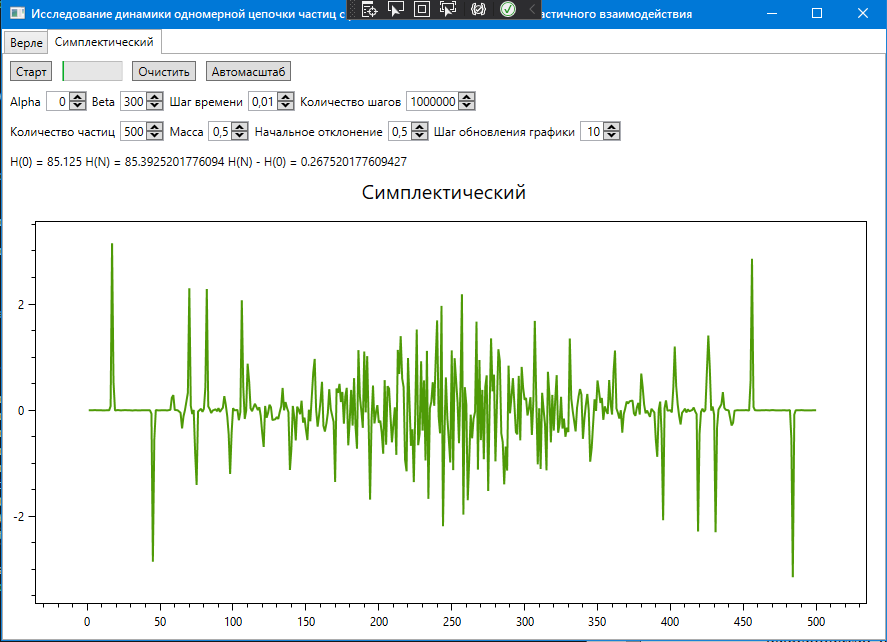 Исследование динамики одномерной цепочки частиц с астичного взаимодействия
Верле Симплектический
Старт Очистить Автомасштаб
Alpha 0 Beta 300 Шаг времени 0,01 Количество шагов 1000000
Количество частиц 500 Масса 0,5 Начальное отклонение 0,5 Шаг обновления графики 10
H(0) = 85.125 H(N) = 85.3925201776094 H(N) - H(0) = 0.267520177609427
Симплектический
2
0
-2
0 50 100 150 200 250 300 350 400 450 500